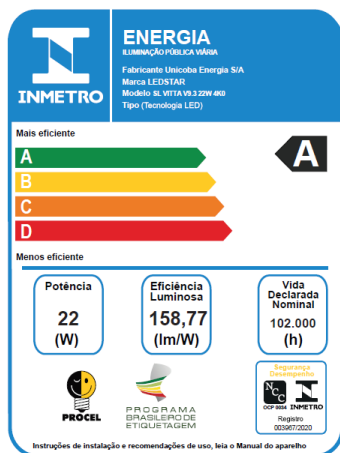 INMETRO
ENERGIA
ILUMINAÇÃO PÚBLICA VIÁRIA
Fabricante Unicoba Energia S/A
Marca LEDSTAR
Modelo SL VITTA V9.3 22W 4K0
Tipo (Tecnologia LED)
Mais eficiente
A
A
B
C
D
Menos eficiente
Potência
22
(W)
Eficiência
Luminosa
158,77
(lm/W)
Vida
Declarada
Nominal
102.000
(h)
PROCEL
PROGRAMA
BRASILEIRO DE
ETIQUETAGEM
Segurança
Desempenho
NCC
OCP 0034 INMETRO
Registro
003967/2020
Instruções de instalação e recomendações de uso, leia o Manual do aparelho